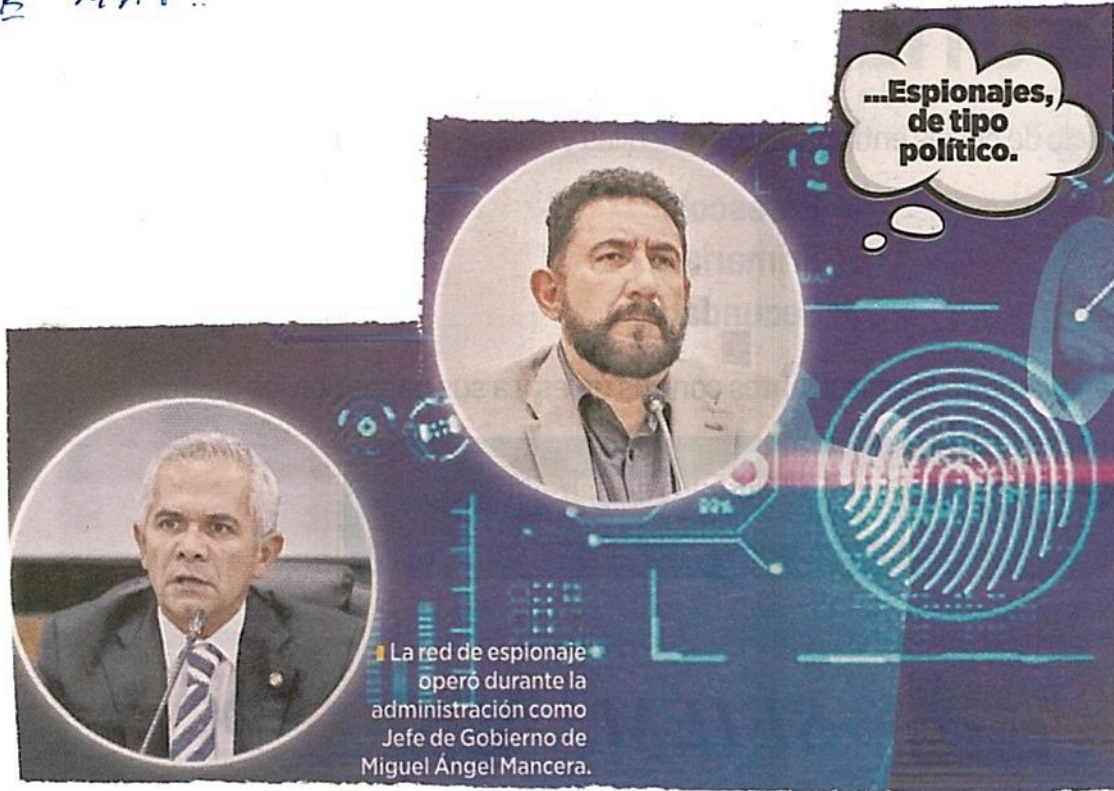 ...Espionajes,
de tipo
político.
La red de espionaje
operó durante la
administración como
Jefe de Gobierno de
Miguel Ángel Mancera.